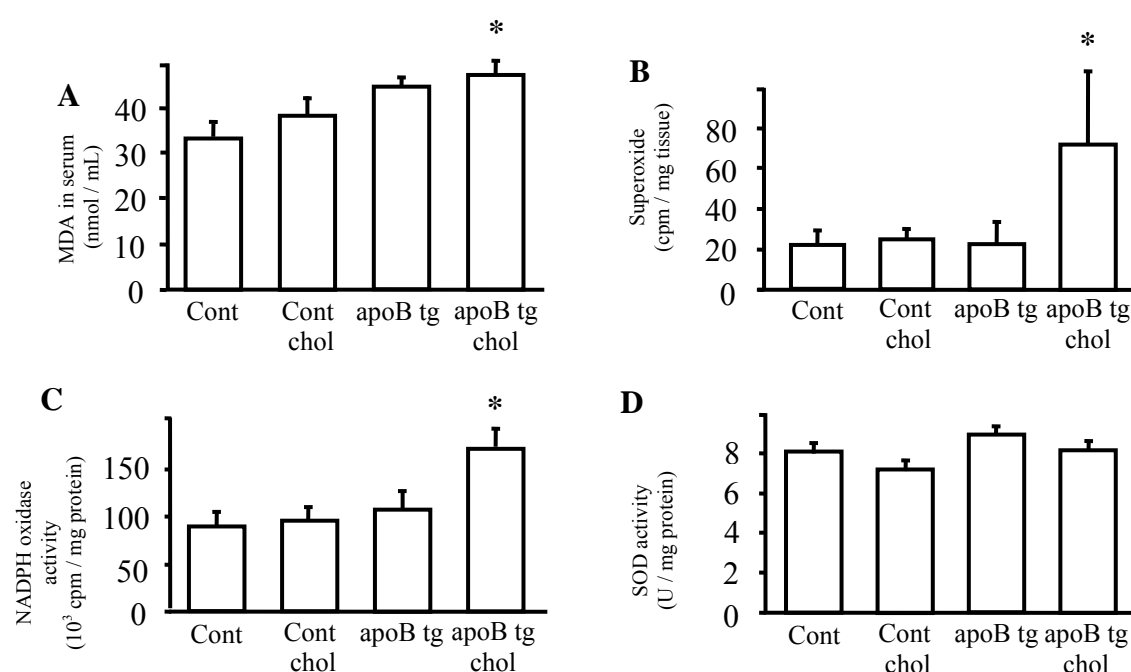 A
MDA in serum
(nmol / mL)
40
30
20
10
0
*
Cont
Cont
chol
apoB tg
apoB tg
chol
B
Superoxide
(cpm / mg tissue)
80
60
40
20
0
*
Cont
Cont
chol
apoB tg
apoB tg
chol
C
NADPH oxidase
activity
(10³ cpm / mg protein)
150
100
50
0
*
Cont
Cont
chol
apoB tg
apoB tg
chol
D
SOD activity
(U / mg protein)
8
6
4
2
0
Cont
Cont
chol
apoB tg
apoB tg
chol